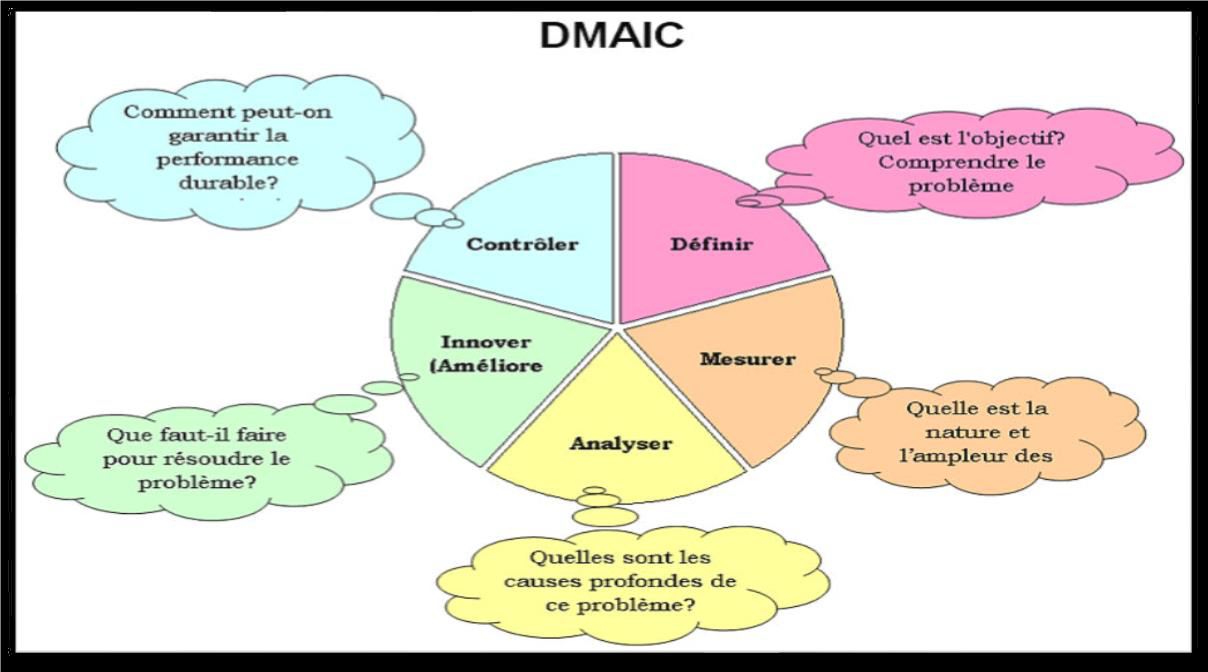 DMAIC
Comment peut-on
garantir la
performance
durable?
Quel est l'objectif?
Comprendre le
problème
Contrôler
Définir
Innover
(Améliore
Mesurer
Analyser
Quelle est la
nature et
l’ampleur des
Que faut-il faire
pour résoudre le
problème?
Quelles sont les
causes profondes de
ce problème?